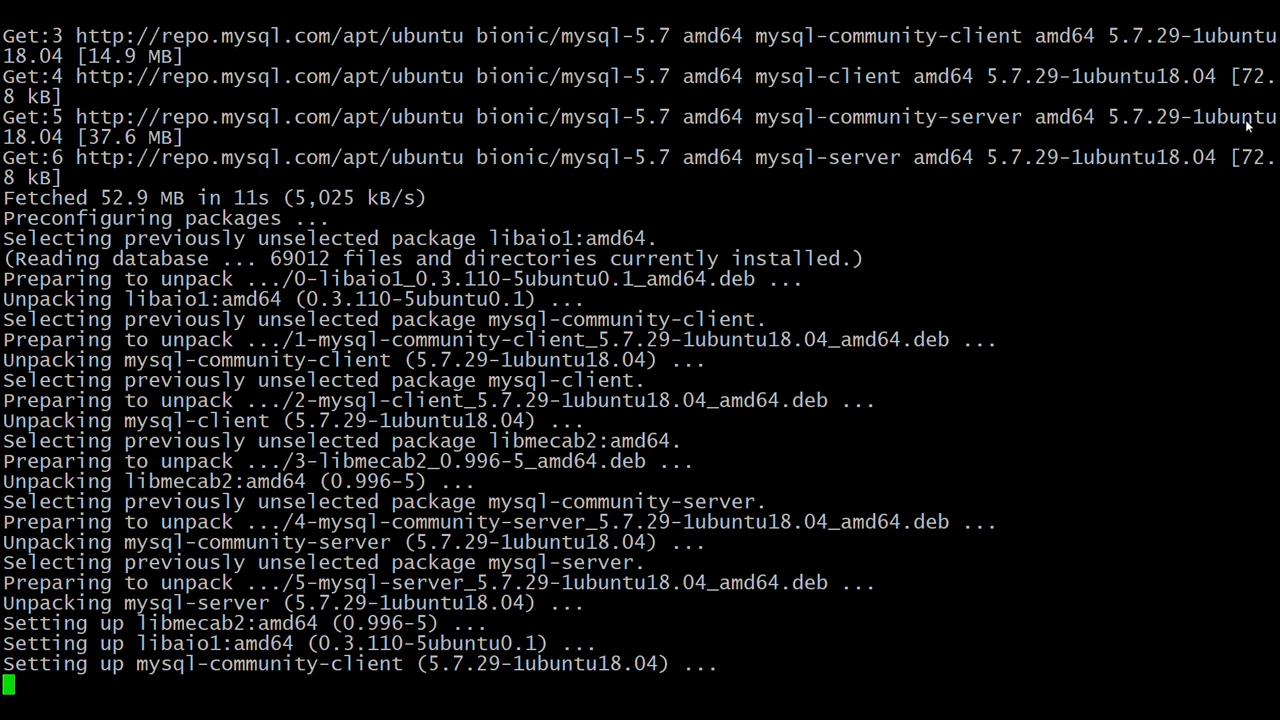 Get:3 http://repo.mysql.com/apt/ubuntu bionic/mysql-5.7 amd64 mysql-community-client amd64 5.7.29-1ubuntu
18.04 [14.9 MB]
Get:4 http://repo.mysql.com/apt/ubuntu bionic/mysql-5.7 amd64 mysql-client amd64 5.7.29-1ubuntu18.04 [72.
8 kB]
Get:5 http://repo.mysql.com/apt/ubuntu bionic/mysql-5.7 amd64 mysql-community-server amd64 5.7.29-1ubuntu
18.04 [37.6 MB]
Get:6 http://repo.mysql.com/apt/ubuntu bionic/mysql-5.7 amd64 mysql-server amd64 5.7.29-1ubuntu18.04 [72.
8 kB]
Fetched 52.9 MB in 11s (5,025 kB/s)
Preconfiguring packages ...
Selecting previously unselected package libaio1:amd64.
(Reading database ... 69012 files and directories currently installed.)
Preparing to unpack .../0-libaio1_0.3.110-5ubuntu0.1_amd64.deb ...
Unpacking libaio1:amd64 (0.3.110-5ubuntu0.1) ...
Selecting previously unselected package mysql-community-client.
Preparing to unpack .../1-mysql-community-client_5.7.29-1ubuntu18.04_amd64.deb ...
Unpacking mysql-community-client (5.7.29-1ubuntu18.04) ...
Selecting previously unselected package mysql-client.
Preparing to unpack .../2-mysql-client_5.7.29-1ubuntu18.04_amd64.deb ...
Unpacking mysql-client (5.7.29-1ubuntu18.04) ...
Selecting previously unselected package libmecab2:amd64.
Preparing to unpack .../3-libmecab2_0.996-5_amd64.deb ...
Unpacking libmecab2:amd64 (0.996-5) ...
Selecting previously unselected package mysql-community-server.
Preparing to unpack .../4-mysql-community-server_5.7.29-1ubuntu18.04_amd64.deb ...
Unpacking mysql-community-server (5.7.29-1ubuntu18.04) ...
Selecting previously unselected package mysql-server.
Preparing to unpack .../5-mysql-server_5.7.29-1ubuntu18.04_amd64.deb ...
Unpacking mysql-server (5.7.29-1ubuntu18.04) ...
Setting up libmecab2:amd64 (0.996-5) ...
Setting up libaio1:amd64 (0.3.110-5ubuntu0.1) ...
Setting up mysql-community-client (5.7.29-1ubuntu18.04) ...